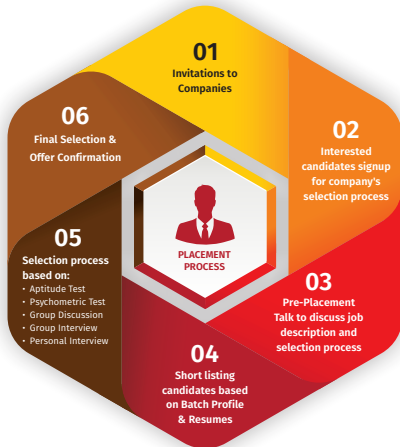 01
Invitations to
Companies
02
Interested
candidates signup
for company's
selection process
03
Pre-Placement
Talk to discuss job
description and
selection process
04
Short listing
candidates based
on Batch Profile
& Resumes
05
Selection process
based on:
• Aptitude Test
• Psychometric Test
• Group Discussion
• Group Interview
• Personal Interview
06
Final Selection &
Offer Confirmation
PLACEMENT
PROCESS